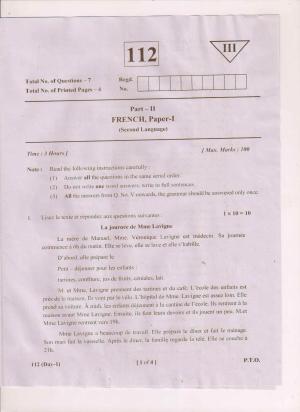 112
III
Total No. of Questions - 7
Total No. of Printed Pages - 4
Regd.
No.
Part - II
FRENCH, Paper-I
(Second Language)
Time : 3 Hours ]
[ Max. Marks : 100
Note : Read the following instructions carefully :
(1) Answer all the questions in the same serial order.
(2) Do not write one word answers; write in full sentences.
(3) All the answers from Q. No. V onwards, the grammar should be answered only once.
1. Lisez le texte et répondez aux questions suivantes :
1 x 10 = 10
La journee de Mme Lavigne
La mère de Manuel, Mme. Véronique Lavigne est médecin. Sa journée
commence à 6h du matin. Elle se lève, elle se lave et elle s'habille.
D'abord, elle prépare le
Petit - déjeuner pour les enfants :
tartines, confiture, jus de fruits, céréales, lait.
M. et Mme. Lavigne prennent des tartines et du café. L'école des enfants est
près de la maison. Ils vont par le vélo. L'hôpital de Mme. Lavigne est assez loin. Elle
prend sa voiture. À midi, les enfants déjeunent à la cantine de l'école. Ils rentrent à la
maison avant Mme Lavigne. Ensuite, ils font leurs devoirs et ils jouent un peu. M.et
Mme Lavigne rentrent vers 19h.
Mme Lavigne a beaucoup de travail. Elle prépare le dîner et fait le ménage.
Son mari fait la vaisselle. Après le dîner, la famille regarde la télé. Elle se couche à
23h.
112 (Day-1)
[ 1 of 4 ]
P.T.O.